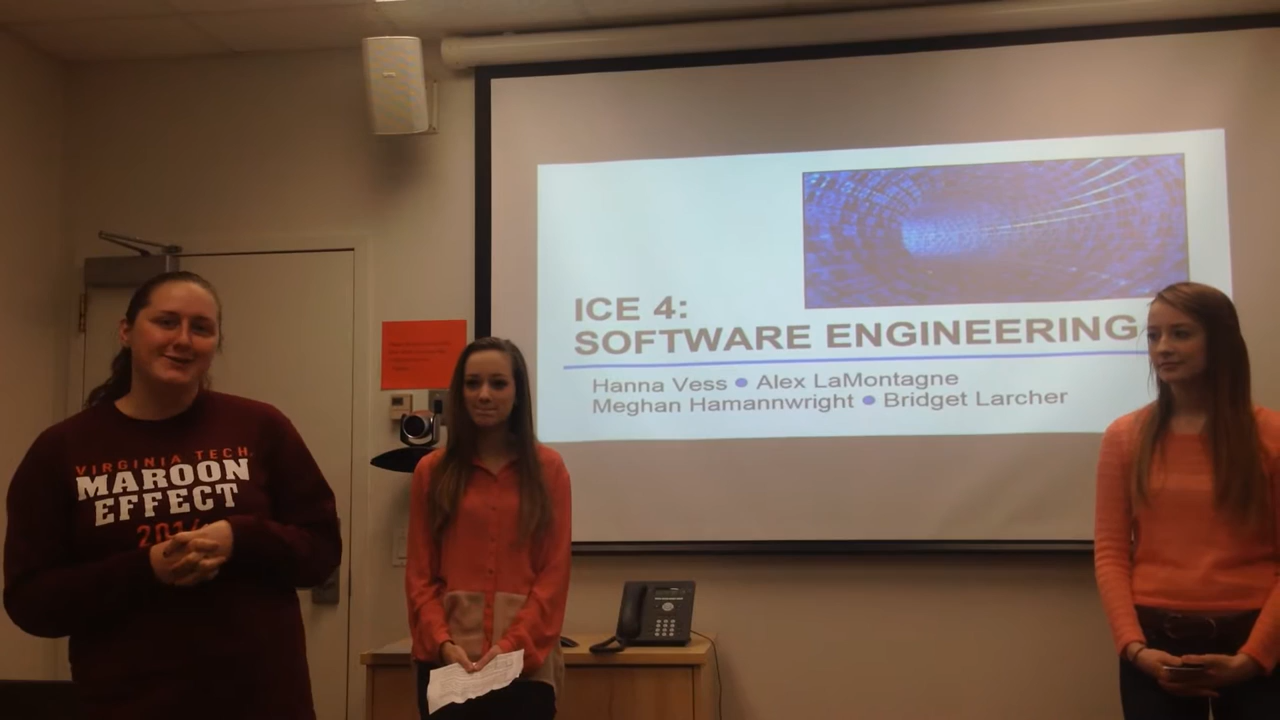 VIRGINIA TECH
MAROON
EFFECT
ICE 4:
SOFTWARE ENGINEERING
Hanna Vess • Alex LaMontagne
Meghan Hamannwright • Bridget Larcher